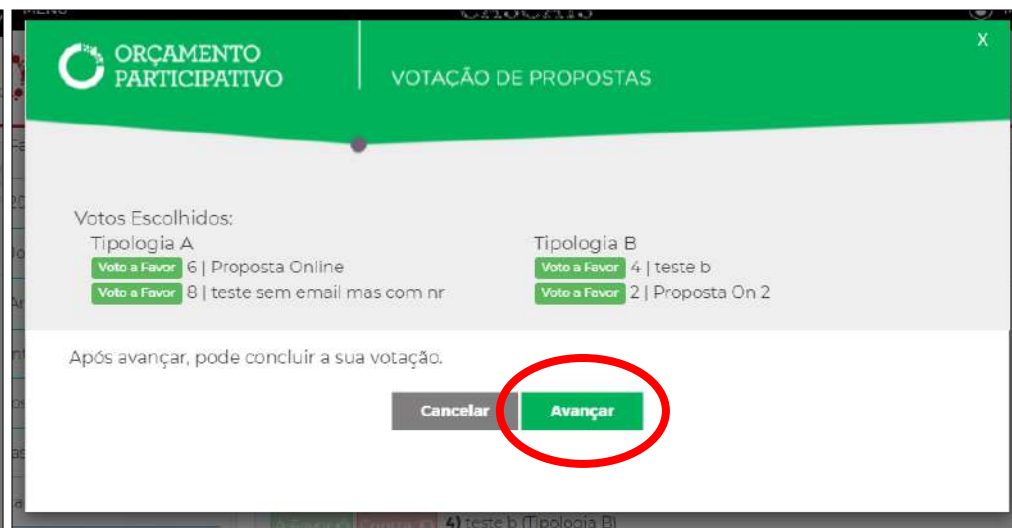 MENU
CASCAIS
ORÇAMENTO
PARTICIPATIVO
VOTAÇÃO DE PROPOSTAS
X
Votos Escolhidos:
Tipologia A
Voto a Favor 6 | Proposta Online
Voto a Favor 8 | teste sem email mas com nr
Tipologia B
Voto a Favor 4 | teste b
Voto a Favor 2 | Proposta On 2
Após avançar, pode concluir a sua votação.
Cancelar
Avançar
4) teste b (Tipologia B)